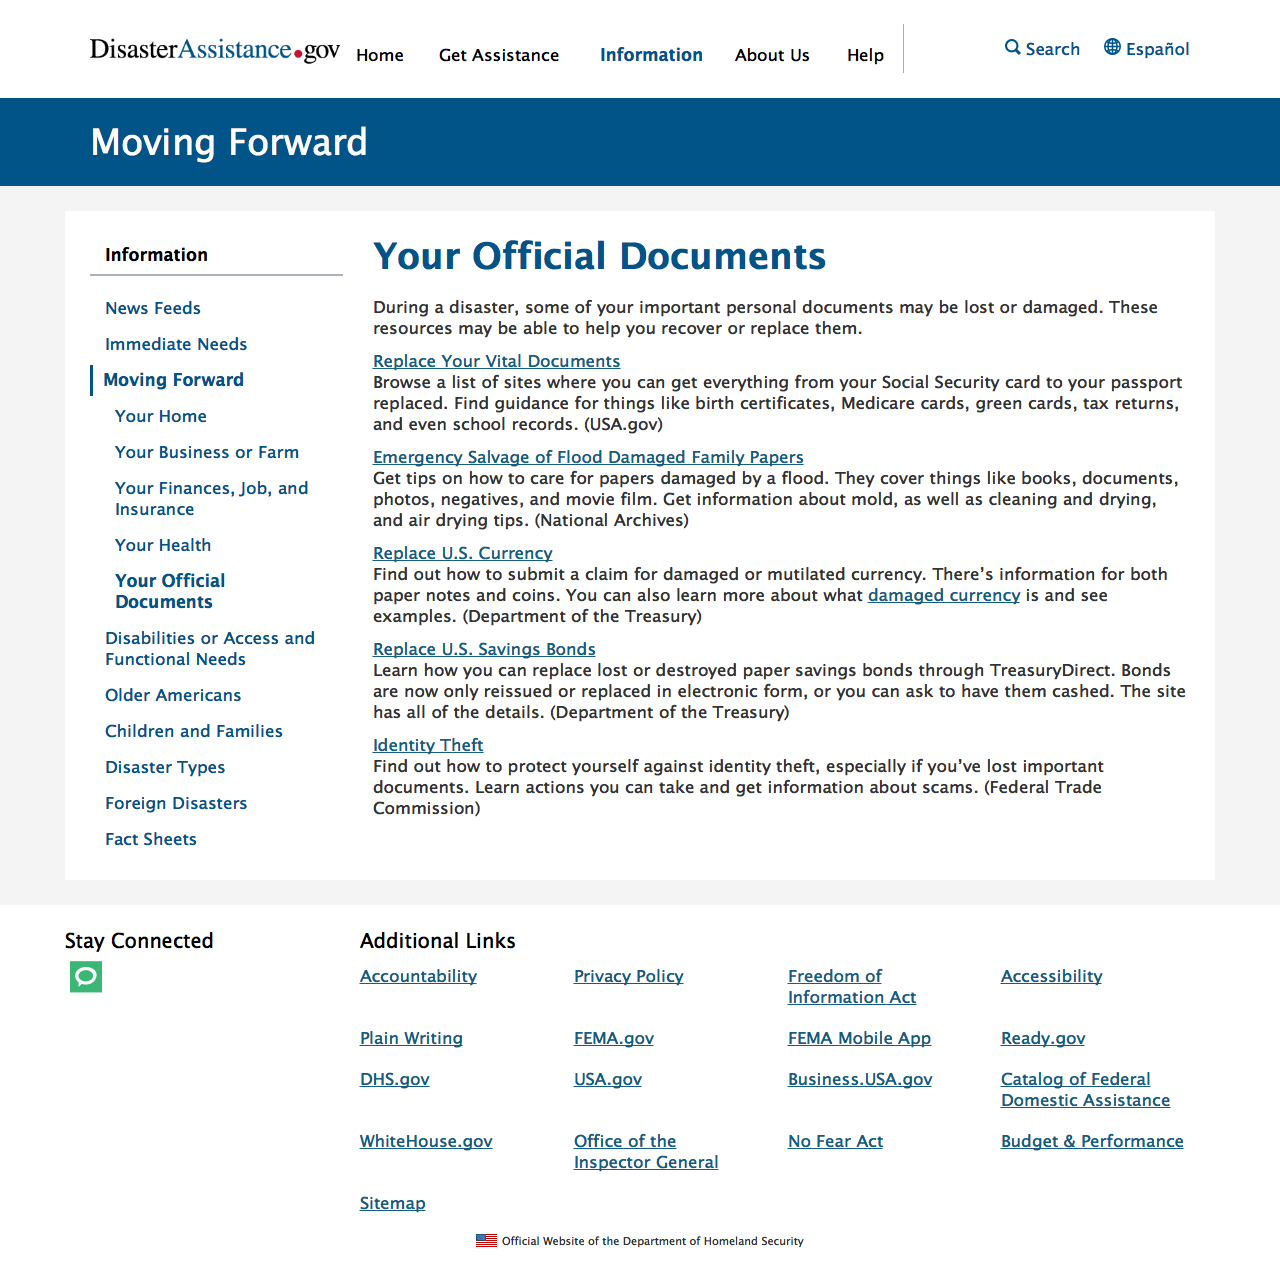 DisasterAssistance.gov
Home
Get Assistance
Information
About Us
Help
Search
Español
Moving Forward
Information
News Feeds
Immediate Needs
Moving Forward
Your Home
Your Business or Farm
Your Finances, Job, and
Insurance
Your Health
Your Official
Documents
Disabilities or Access and
Functional Needs
Older Americans
Children and Families
Disaster Types
Foreign Disasters
Fact Sheets
Your Official Documents
During a disaster, some of your important personal documents may be lost or damaged. These
resources may be able to help you recover or replace them.
Replace Your Vital Documents
Browse a list of sites where you can get everything from your Social Security card to your passport
replaced. Find guidance for things like birth certificates, Medicare cards, green cards, tax returns,
and even school records. (USA.gov)
Emergency Salvage of Flood Damaged Family Papers
Get tips on how to care for papers damaged by a flood. They cover things like books, documents,
photos, negatives, and movie film. Get information about mold, as well as cleaning and drying,
and air drying tips. (National Archives)
Replace U.S. Currency
Find out how to submit a claim for damaged or mutilated currency. There’s information for both
paper notes and coins. You can also learn more about what damaged currency is and see
examples. (Department of the Treasury)
Replace U.S. Savings Bonds
Learn how you can replace lost or destroyed paper savings bonds through TreasuryDirect. Bonds
are now only reissued or replaced in electronic form, or you can ask to have them cashed. The site
has all of the details. (Department of the Treasury)
Identity Theft
Find out how to protect yourself against identity theft, especially if you’ve lost important
documents. Learn actions you can take and get information about scams. (Federal Trade
Commission)
Stay Connected
Additional Links
Accountability
Privacy Policy
Freedom of
Information Act
Accessibility
Plain Writing
FEMA.gov
FEMA Mobile App
Ready.gov
DHS.gov
USA.gov
Business.USA.gov
Catalog of Federal
Domestic Assistance
WhiteHouse.gov
Office of the
Inspector General
No Fear Act
Budget & Performance
Sitemap
Official Website of the Department of Homeland Security